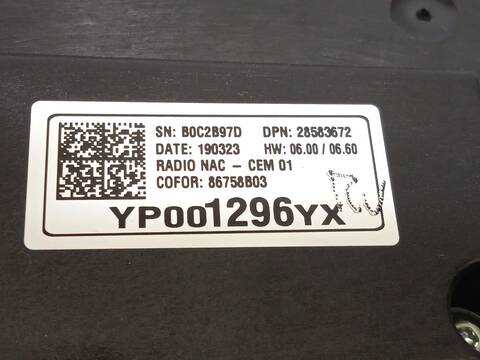 SN: B0C2B97D DPN: 28583672
DATE: 190323 HW: 06.00 / 06.60
RADIO NAC - CEM 01
COFOR: 86758B03
YP001296YX